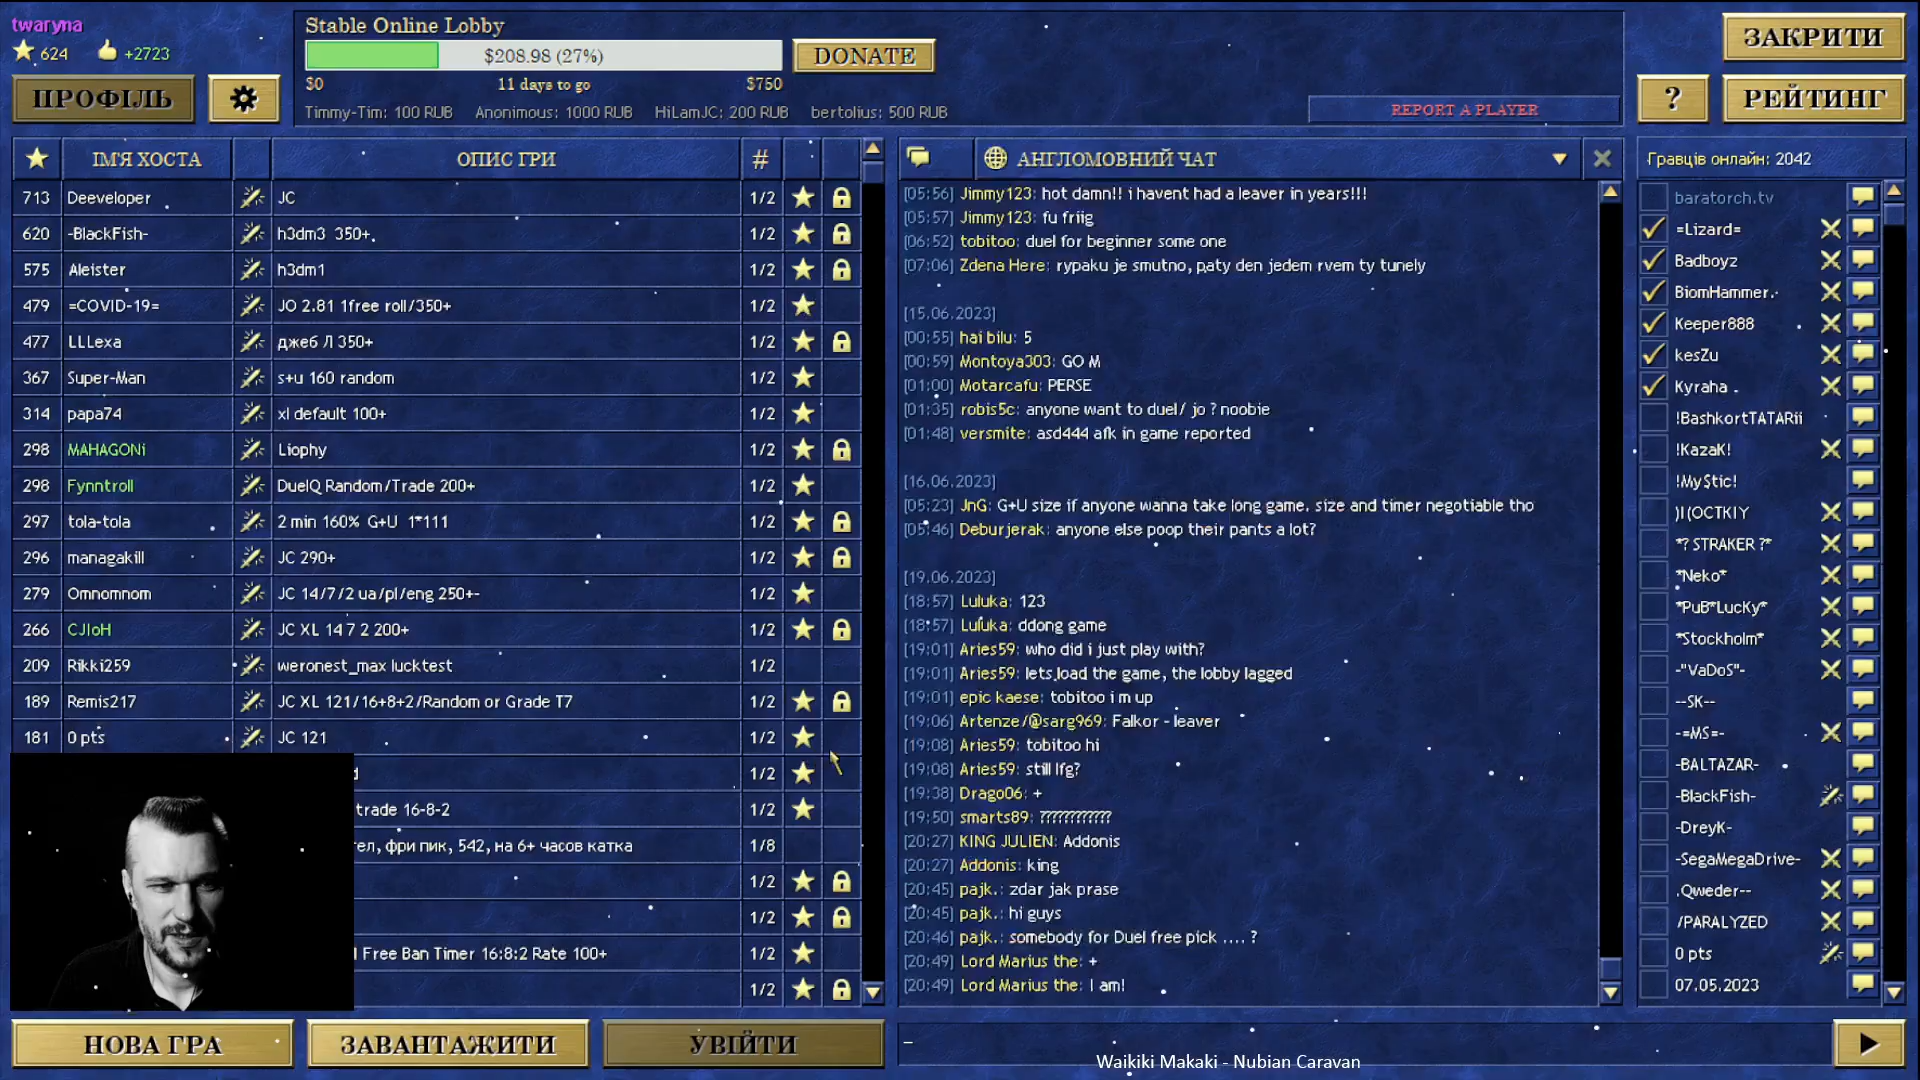 twaryna
624 +2723
ПРОФІЛЬ
Stable Online Lobby
$208.98 (27%)
DONATE
$0 11 days to go $750
Timmy-Tim: 100 RUB Anonimous: 1000 RUB HiLamJC: 200 RUB bertolius: 500 RUB
REPORT A PLAYER
ЗАКРИТИ
?
РЕЙТИНГ
ІМ'Я ХОСТА ОПИС ГРИ #
713 Deeveloper JC 1/2
620 -BlackFish- h3dm3 350+. 1/2
575 Aleister h3dm1 1/2
479 =COVID-19= JO 2.81 1free roll/350+ 1/2
477 LLLexa джеб Л 350+ 1/2
367 Super-Man s+u 160 random 1/2
314 papa74 xl default 100+ 1/2
298 MAHAGONi Liophy 1/2
298 Fynntroll DuelQ Random/Trade 200+ 1/2
297 tola-tola 2 min 160% G+U 1*111 1/2
296 managakill JC 290+ 1/2
279 Omnomnom JC 14/7/2 ua/pl/eng 250+- 1/2
266 CJIoH JC XL 14 7 2 200+ 1/2
209 Rikki259 weronest_max lucktest 1/2
189 Remis217 JC XL 121/16+8+2/Random or Grade T7 1/2
181 0 pts JC 121 1/2
d 1/2
trade 16-8-2 1/2
тел, фри пик, 542, на 6+ часов катка 1/8
1/2
1/2
Free Ban Timer 16:8:2 Rate 100+ 1/2
1/2
НОВА ГРА
ЗАВАНТАЖИТИ
УВІЙТИ
АНГЛОМОВНИЙ ЧАТ
[05:56] Jimmy123: hot damn!! i havent had a leaver in years!!!
[05:57] Jimmy123: fu friig
[06:52] tobitoo: duel for beginner some one
[07:06] Zdena Here: rypaku je smutno, paty den jedem rvem ty tunely
[15.06.2023]
[00:55] hai bilu: 5
[00:59] Montoya303: GO M
[01:00] Motarcafu: PERSE
[01:35] robis5c: anyone want to duel/ jo ? noobie
[01:48] versmite: asd444 afk in game reported
[16.06.2023]
[05:23] JnG: G+U size if anyone wanna take long game. size and timer negotiable tho
[05:46] Deburjerak: anyone else poop their pants a lot?
[19.06.2023]
[18:57] Luluka: 123
[18:57] Luluka: ddong game
[19:01] Aries59: who did i just play with?
[19:01] Aries59: lets load the game, the lobby lagged
[19:01] epic kaese: tobitoo i m up
[19:06] Artenze/@sarg969: Falkor - leaver
[19:08] Aries59: tobitoo hi
[19:08] Aries59: still lfg?
[19:38] Drago06: +
[19:50] smarts89: ????????????
[20:27] KING JULIEN: Addonis
[20:27] Addonis: king
[20:45] pajk.: zdar jak prase
[20:45] pajk.: hi guys
[20:46] pajk.: somebody for Duel free pick .... ?
[20:49] Lord Marius the: +
[20:49] Lord Marius the: I am!
Waikiki Makaki - Nubian Caravan
Гравців онлайн: 2042
baratorch.tv
=Lizard=
Badboyz
BiomHammer.
Keeper888
kesZu
Kyraha
!BashkortTATARii
!KazaK!
!My$tic!
)I(OCTKIY
*? STRAKER ?*
*Neko*
*PuB*LucKy*
*Stockholm*
-"VaDoS"-
--SK--
-=MS=-
-BALTAZAR-
-BlackFish-
-DreyK-
-SegaMegaDrive-
.Qweder--
/PARALYZED
0 pts
07.05.2023